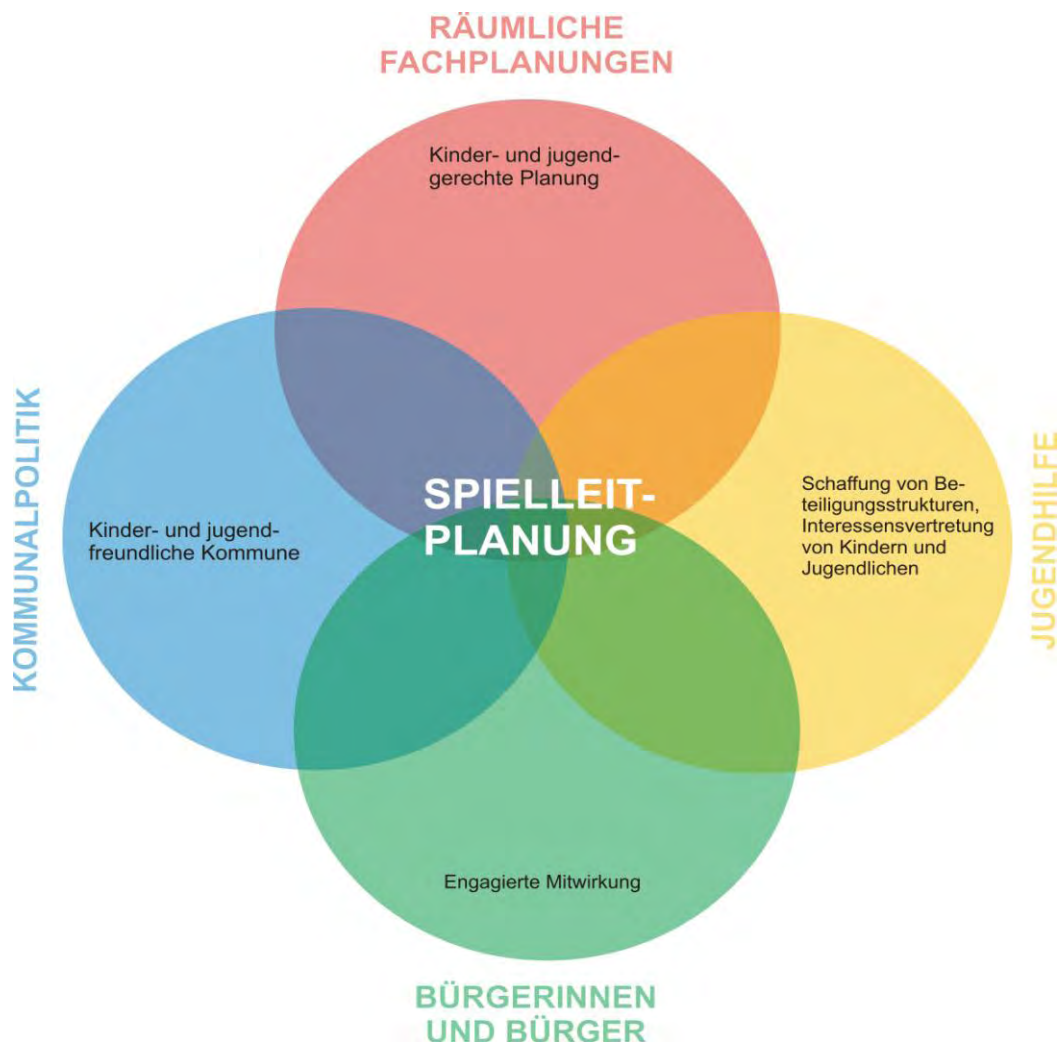 RÄUMLICHE
FACHPLANUNGEN
Kinder- und jugend-
gerechte Planung
KOMMUNALPOLITIK
Kinder- und jugend-
freundliche Kommune
SPIELLEIT-
PLANUNG
Schaffung von Be-
teiligungsstrukturen,
Interessensvertretung
von Kindern und
Jugendlichen
JUGENDHILFE
Engagierte Mitwirkung
BÜRGERINNEN
UND BÜRGER